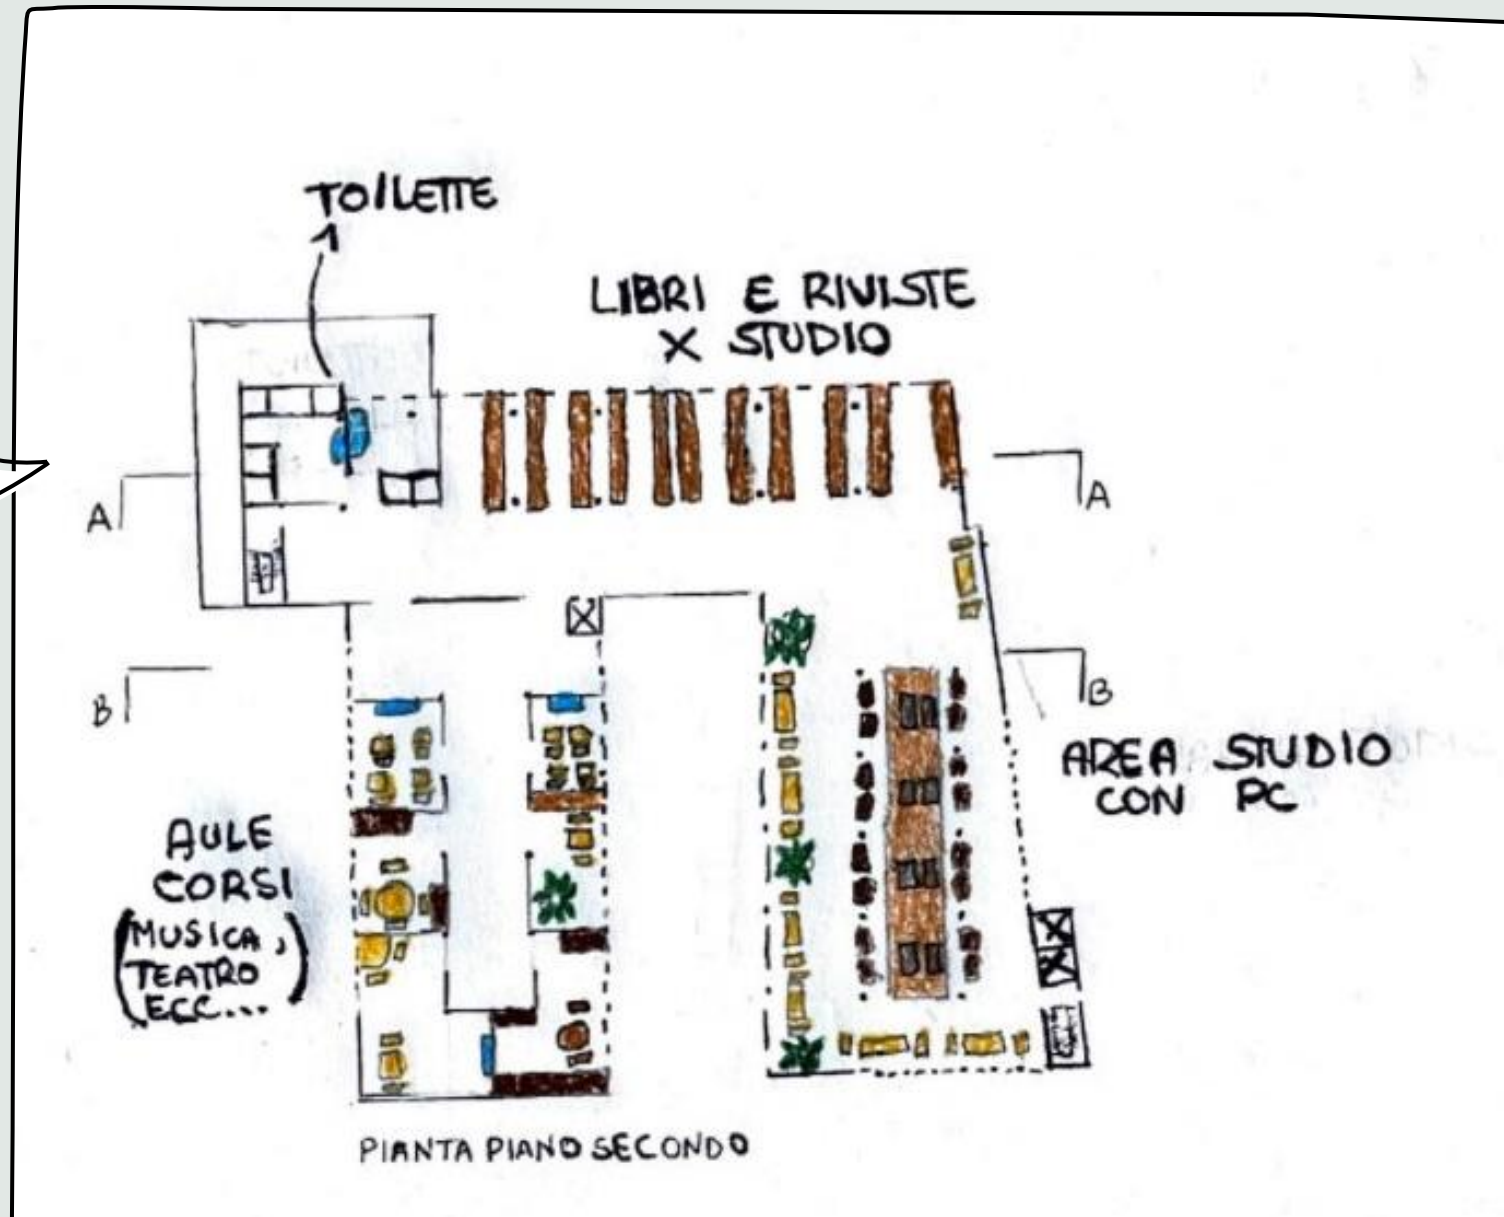 TOILETTE
LIBRI E RIVISTE
X STUDIO
A
A
B
B
AREA STUDIO
CON PC
AULE
CORSI
(MUSICA,
TEATRO
ECC...)
PIANTA PIANO SECONDO